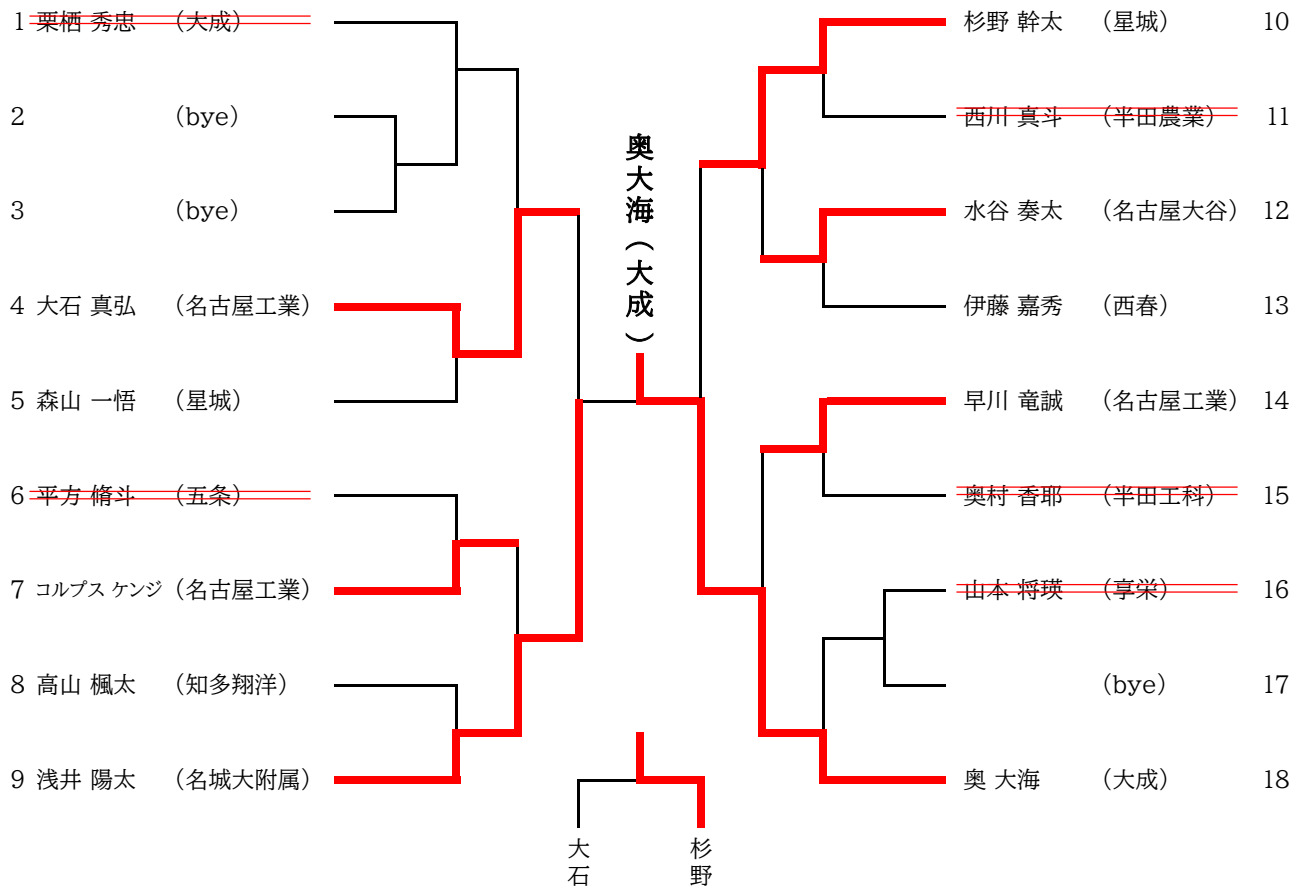 1 栗栖 秀忠 （大成）
2 （bye）
3 （bye）
4 大石 真弘 （名古屋工業）
5 森山 一悟 （星城）
6 平方 脩斗 （五条）
7 コルプス ケンジ （名古屋工業）
8 高山 楓太 （知多翔洋）
9 浅井 陽太 （名城大附属）
奥大海（大成）
大石
杉野
杉野 幹太 （星城） 10
西川 真斗 （半田農業） 11
水谷 奏太 （名古屋大谷） 12
伊藤 嘉秀 （西春） 13
早川 竜誠 （名古屋工業） 14
奥村 香耶 （半田工科） 15
山本 将瑛 （享栄） 16
（bye） 17
奥 大海 （大成） 18